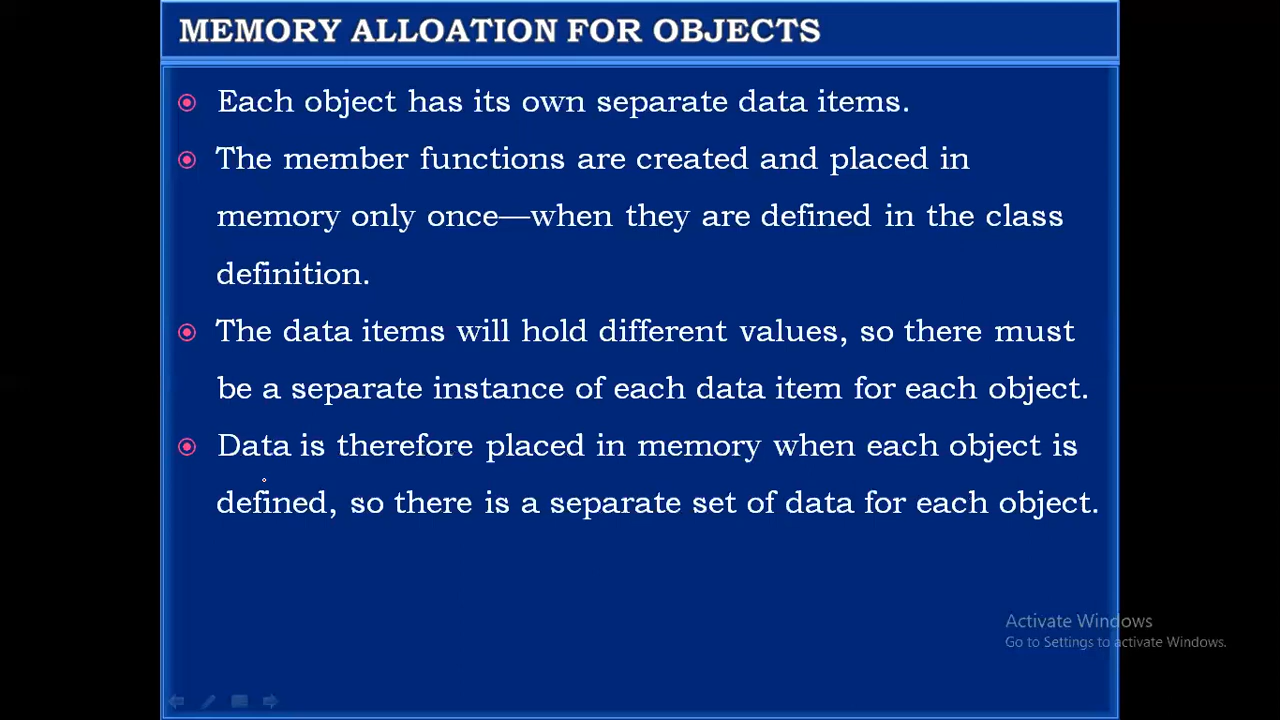 MEMORY ALLOATION FOR OBJECTS
Each object has its own separate data items.
The member functions are created and placed in
memory only once—when they are defined in the class
definition.
The data items will hold different values, so there must
be a separate instance of each data item for each object.
Data is therefore placed in memory when each object is
defined, so there is a separate set of data for each object.
Activate Windows
Go to Settings to activate Windows.